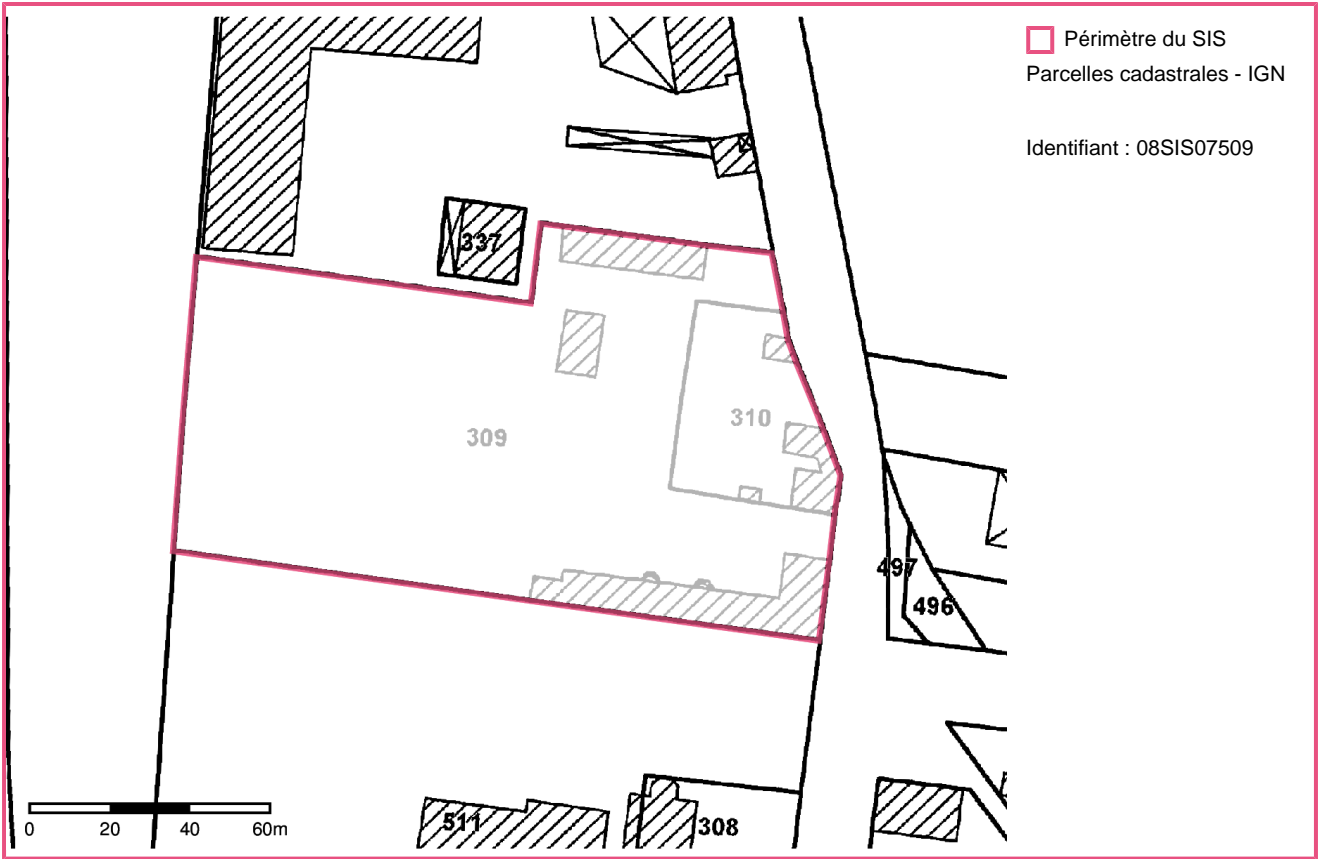 Périmètre du SIS
Parcelles cadastrales - IGN
Identifiant : 08SIS07509
337
310
309
497
496
511
308
0 20 40 60m